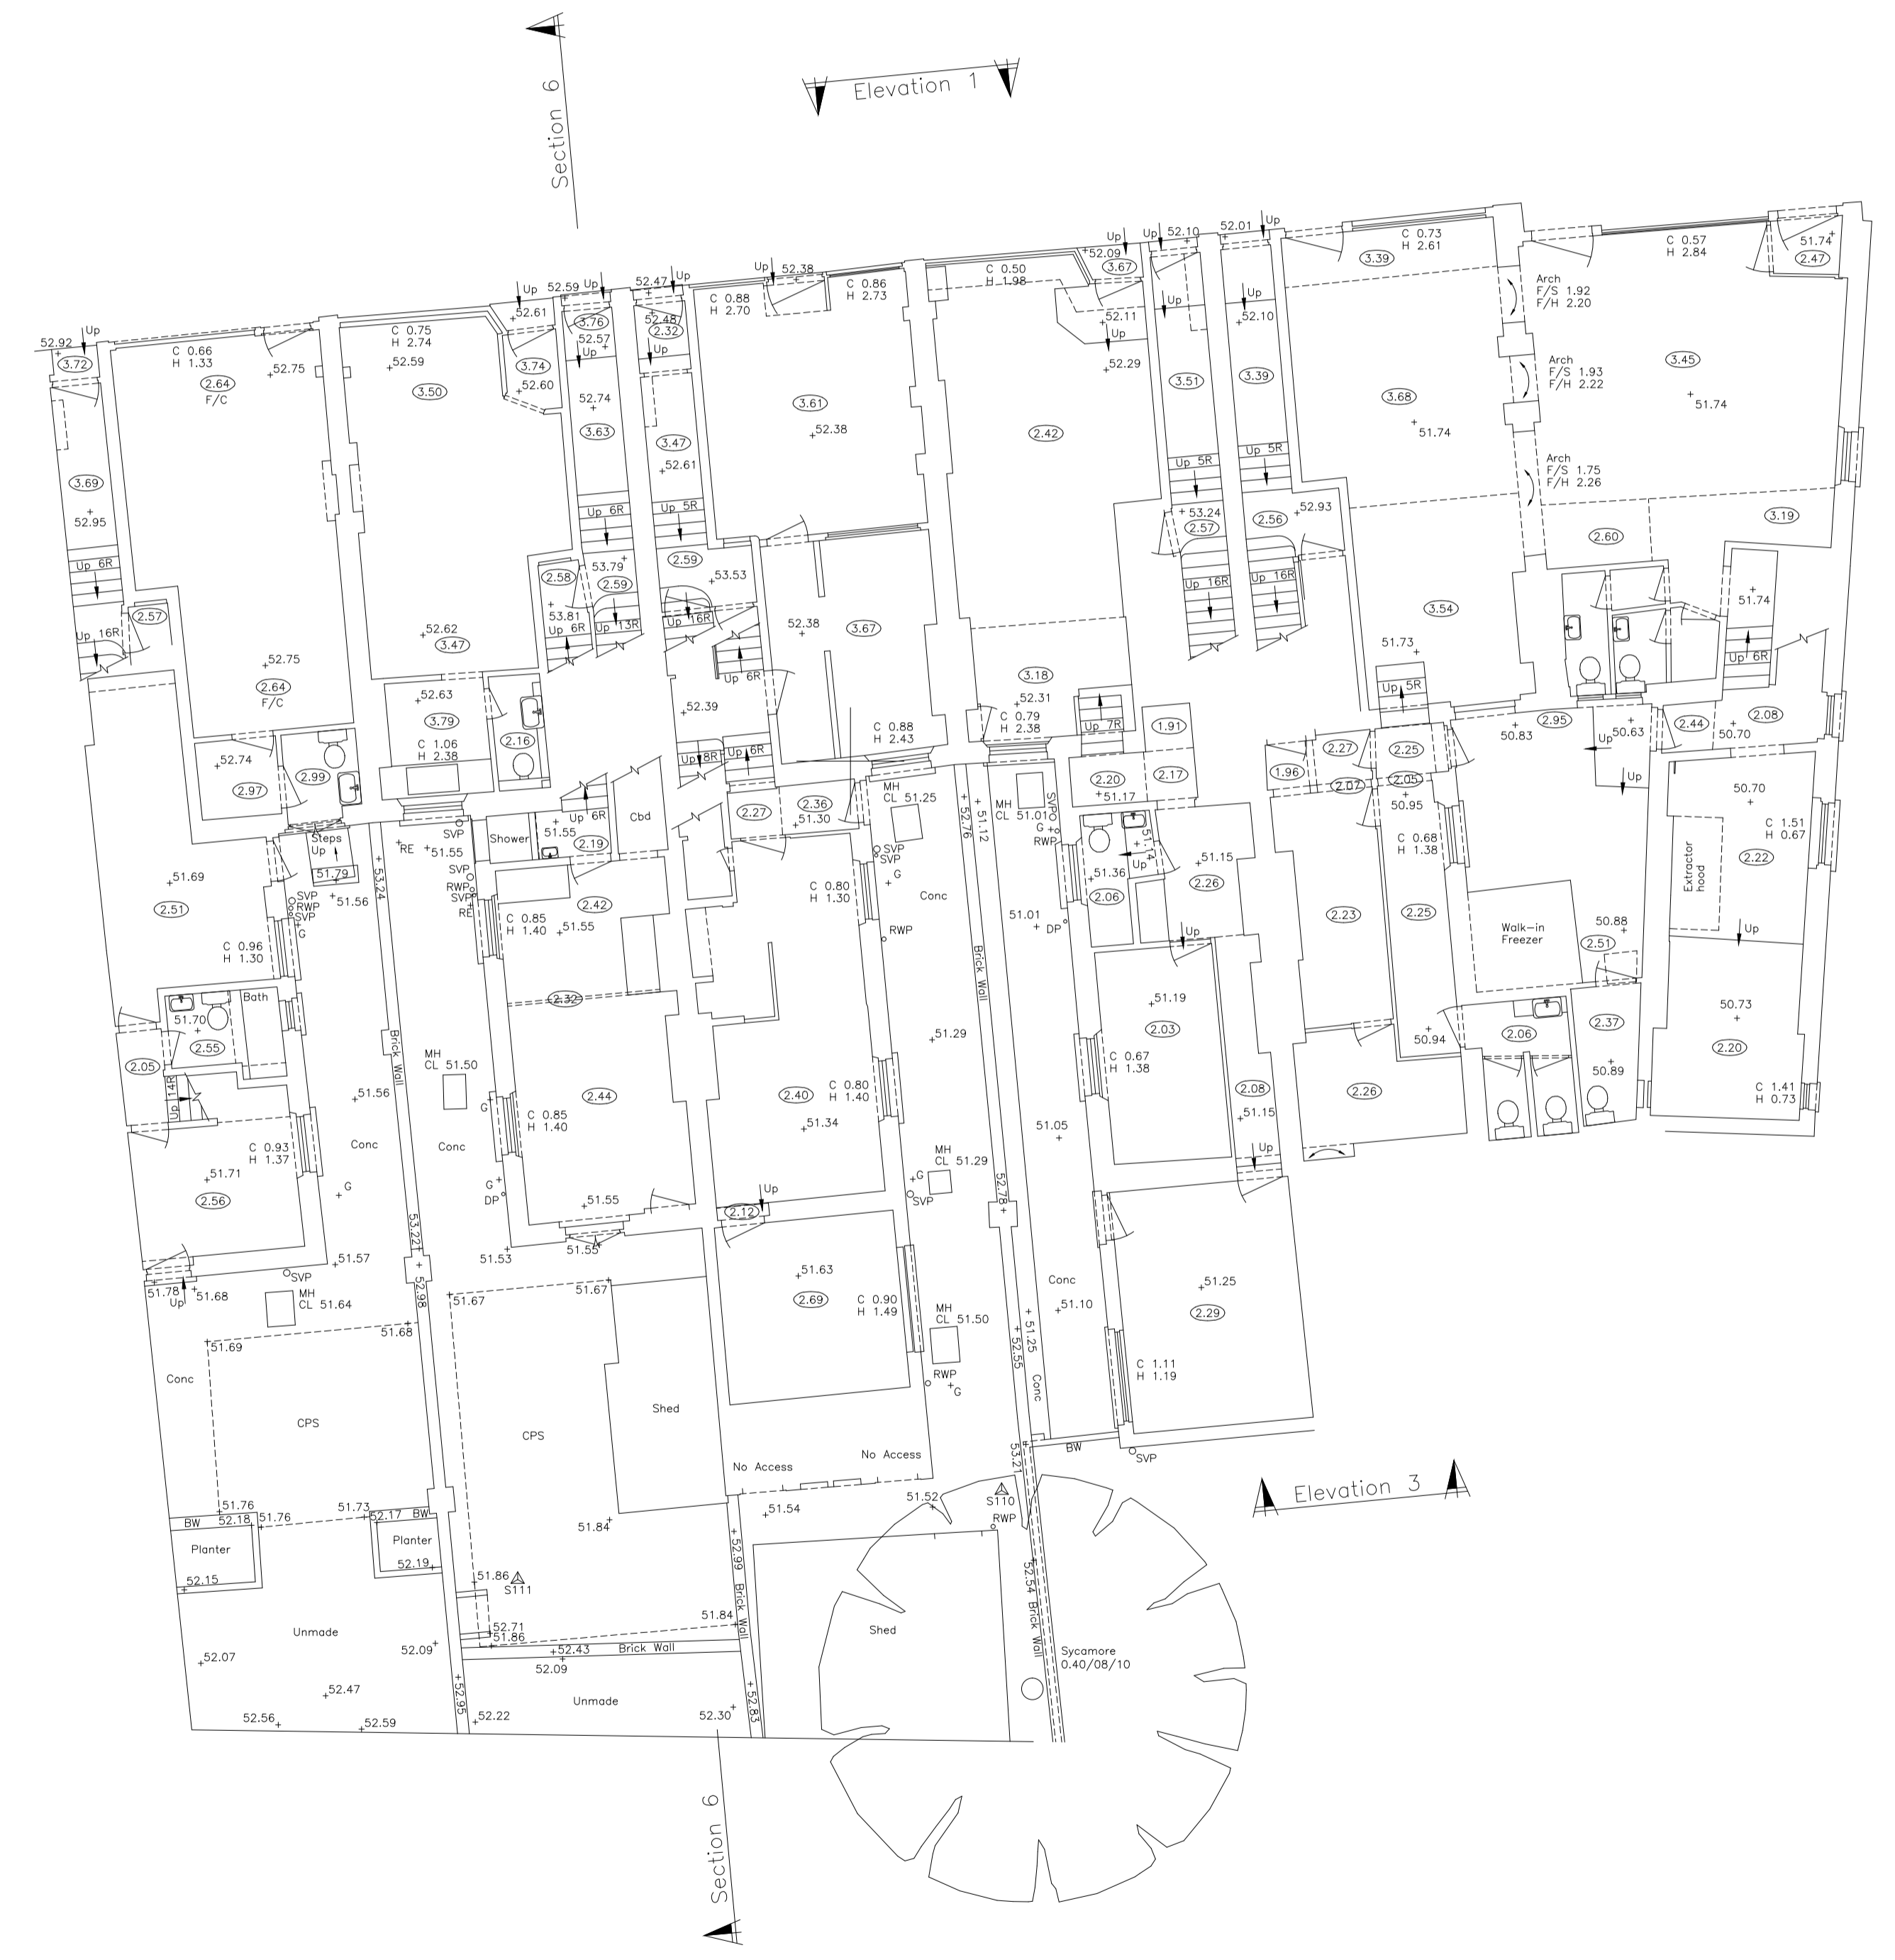 Section 6
Elevation 1
52.92
Up
3.72
C 0.66
H 1.33
2.64
F/C
52.75
3.69
52.95
Up 6R
2.57
Up 16R
52.75
2.64
F/C
52.74
2.97
2.99
C 0.75
H 2.74
52.59
3.50
Up
52.61
3.74
52.60
52.62
3.47
52.63
3.79
C 1.06
H 2.38
2.16
52.59
Up
3.76
52.57
Up
52.74
3.63
Up 6R
2.58
53.79
2.59
53.81
Up 6R
Up 13R
52.47
Up
52.48
2.32
Up
3.47
52.61
Up 5R
2.59
53.53
Up 16R
Up 6R
52.39
Up 8R
Up 6R
Up
52.38
C 0.88
H 2.70
C 0.86
H 2.73
3.61
52.38
52.38
3.67
C 0.88
H 2.43
C 0.50
H 1.98
Up
52.09
3.67
52.11
Up
52.29
2.42
3.18
52.31
C 0.79
H 2.38
Up 7R
Up
52.10
Up
3.51
Up 5R
53.24
2.57
Up 16R
52.01
Up
Up
52.10
3.39
Up 5R
2.56
52.93
Up 16R
C 0.73
H 2.61
3.39
3.68
51.74
3.54
51.73
Up 5R
Arch
F/S 1.92
F/H 2.20
Arch
F/S 1.93
F/H 2.22
Arch
F/S 1.75
F/H 2.26
C 0.57
H 2.84
51.74
2.47
3.45
51.74
2.60
3.19
51.74
Up 6R
50.83
2.95
50.63
Up
Up
2.44
50.70
2.08
2.51
51.69
C 0.96
H 1.30
Steps
Up
51.79
51.56
SVP
RWP
SVP
G
53.24
RE
51.55
SVP
SVP
RWP
SVP
RE
Shower
51.55
Up 6R
2.19
Cbd
2.42
C 0.85
H 1.40
51.55
2.32
2.27
2.36
51.30
MH
CL 51.25
SVP
SVP
G
C 0.80
H 1.30
RWP
Conc
52.76
51.12
MH
CL 51.01
SVP
G
RWP
51.01
DP
Brick Wall
1.91
2.20
51.17
2.17
51.14
Up
51.36
2.06
51.15
2.26
Up
1.96
2.27
2.07
2.25
2.05
50.95
C 0.68
H 1.38
2.23
2.25
Walk-in
Freezer
50.88
2.51
Extractor
hood
50.70
C 1.51
H 0.67
2.22
Up
50.73
2.20
C 1.41
H 0.73
Bath
51.70
2.55
2.05
Up 14R
51.71
2.56
C 0.93
H 1.37
51.56
Conc
G
Brick Wall
MH
CL 51.50
G
Conc
G
DP
C 0.85
H 1.40
2.44
51.55
51.53
51.55
51.29
C 0.80
H 1.40
2.40
51.34
MH
CL 51.29
G
SVP
52.78
51.05
51.19
2.03
C 0.67
H 1.38
2.08
51.15
Up
2.26
50.94
2.06
2.37
50.89
53.22
51.57
SVP
MH
CL 51.64
51.78
Up
51.68
52.98
51.68
51.69
Conc
CPS
51.67
51.67
CPS
Shed
Up
2.12
51.63
2.69
C 0.90
H 1.49
MH
CL 51.50
RWP
G
52.55
51.25
Conc
Conc
51.10
51.25
2.29
C 1.11
H 1.19
No Access
No Access
53.21
BW
SVP
Elevation 3
51.76
BW
52.18
51.76
51.73
52.17
BW
Planter
Planter
52.15
52.19
51.84
51.86
S111
52.99
Brick Wall
51.54
51.52
S110
RWP
52.54
Brick Wall
52.71
51.86
51.84
52.43
Brick Wall
52.09
Unmade
52.09
52.07
52.47
52.56
52.59
52.95
52.22
Unmade
52.30
52.83
Shed
Sycamore
0.40/08/10
Section 6